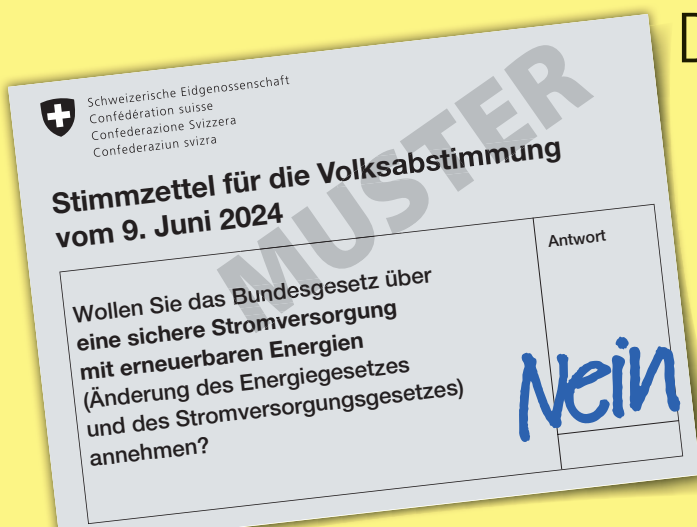 Schweizerische Eidgenossenschaft
Confédération suisse
Confederazione Svizzera
Confederaziun svizra
Stimmzettel für die Volksabstimmung
vom 9. Juni 2024
MUSTER
Antwort
Wollen Sie das Bundesgesetz über
eine sichere Stromversorgung
mit erneuerbaren Energien
(Änderung des Energiegesetzes
und des Stromversorgungsgesetzes)
annehmen?
Nein